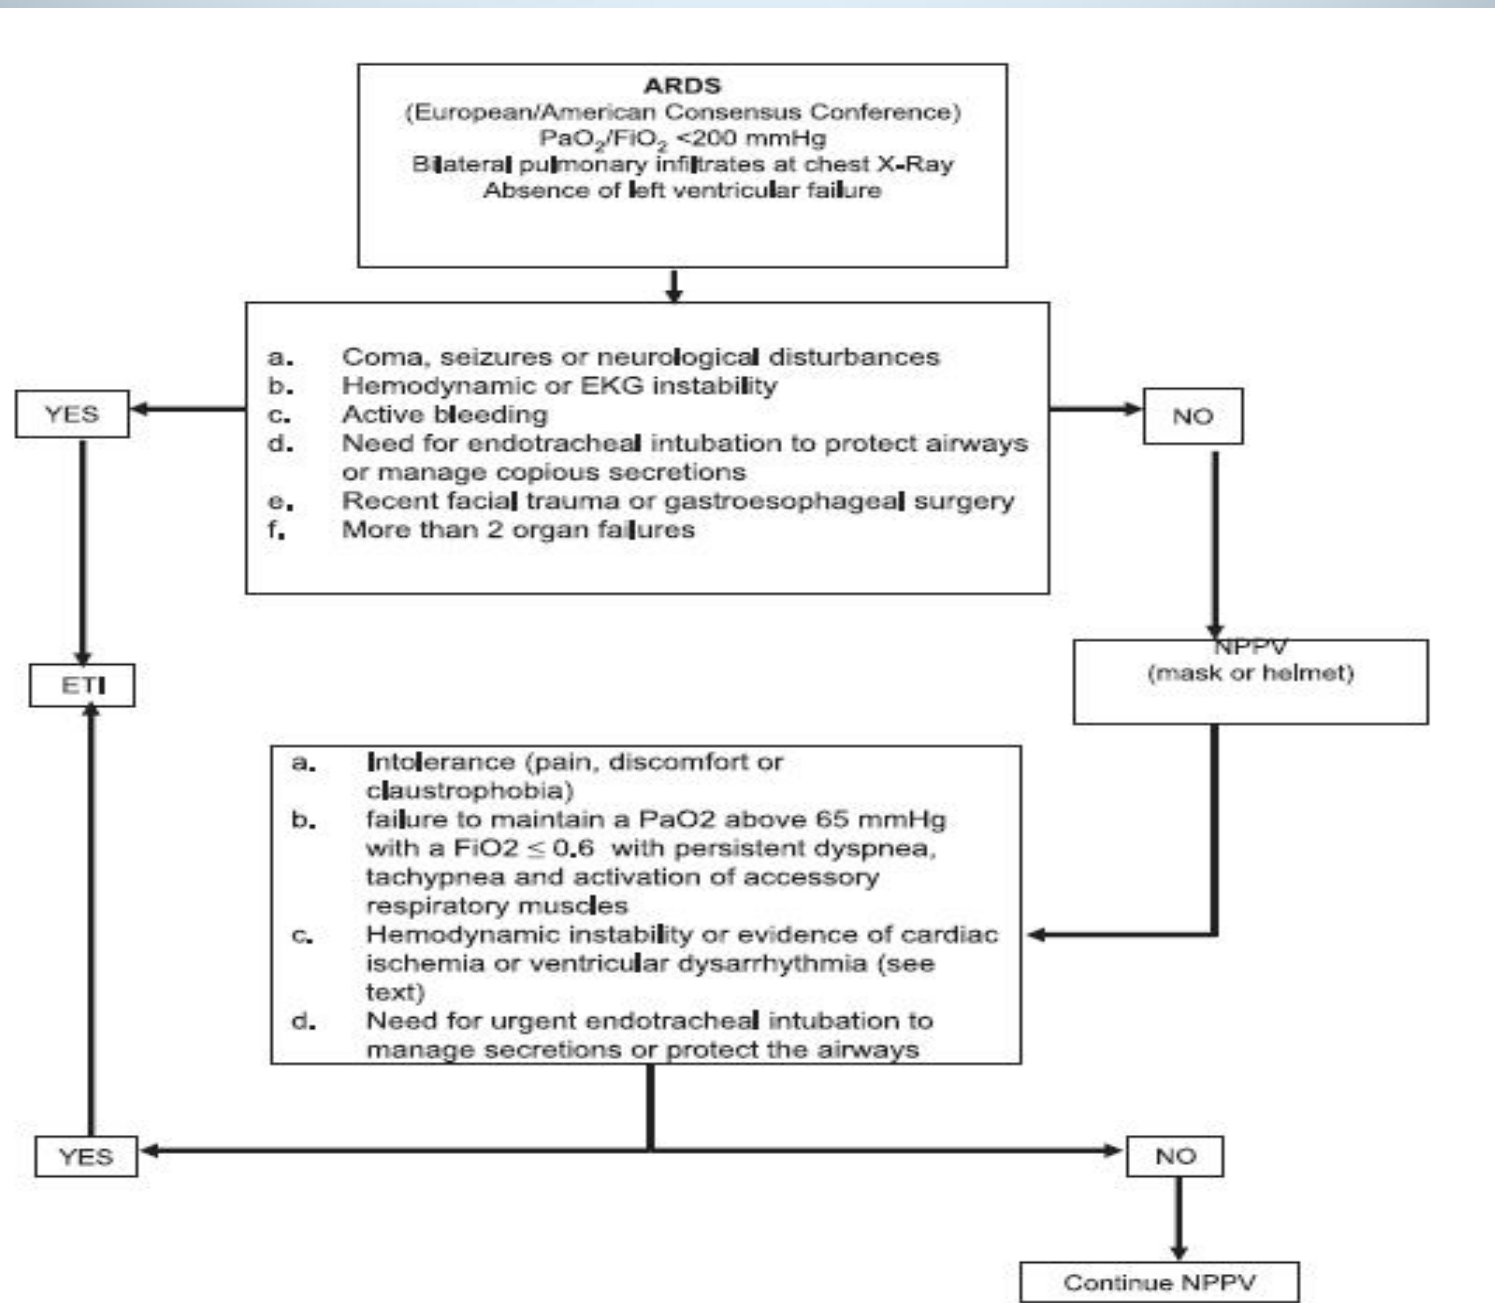 ARDS
(European/American Consensus Conference)
PaO₂/FiO₂ <200 mmHg
Bilateral pulmonary infiltrates at chest X-Ray
Absence of left ventricular failure
a. Coma, seizures or neurological disturbances
b. Hemodynamic or EKG instability
c. Active bleeding
d. Need for endotracheal intubation to protect airways
or manage copious secretions
e. Recent facial trauma or gastroesophageal surgery
f. More than 2 organ failures
YES
NO
ETI
NPPV
(mask or helmet)
a. Intolerance (pain, discomfort or
claustrophobia)
b. failure to maintain a PaO2 above 65 mmHg
with a FiO2 ≤ 0.6 with persistent dyspnea,
tachypnea and activation of accessory
respiratory muscles
c. Hemodynamic instability or evidence of cardiac
ischemia or ventricular dysarrhythmia (see
text)
d. Need for urgent endotracheal intubation to
manage secretions or protect the airways
YES
NO
Continue NPPV